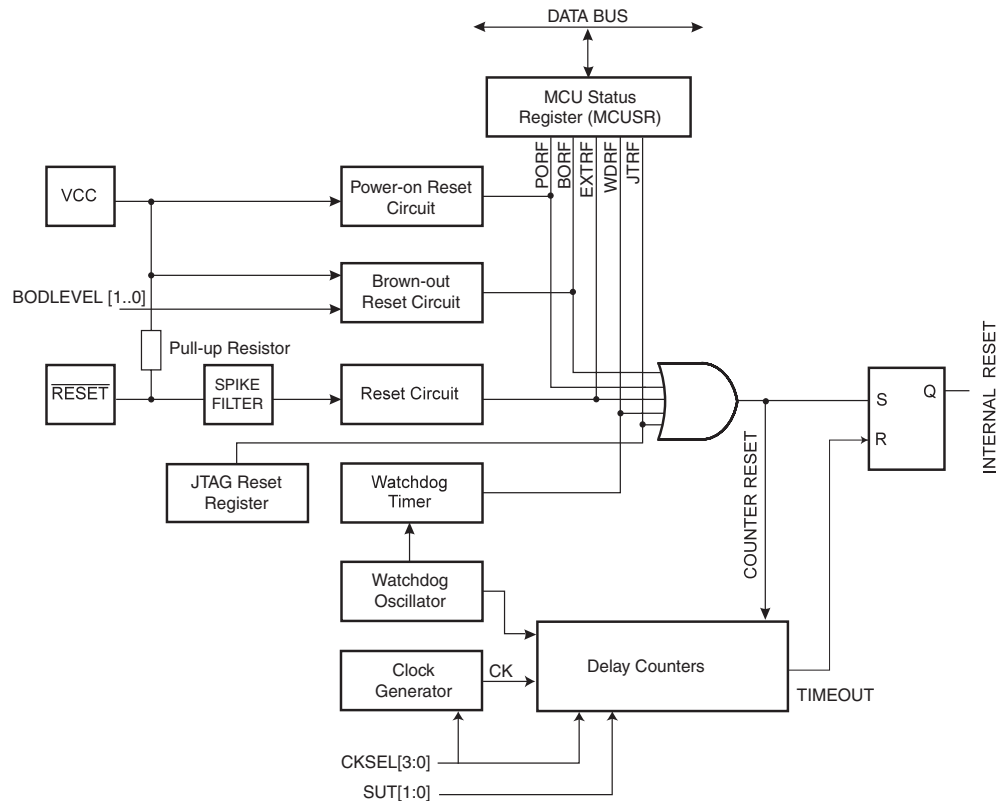 DATA BUS
MCU Status
Register (MCUSR)
PORF
BORF
EXTRF
WDRF
JTRF
VCC
Power-on Reset
Circuit
Brown-out
Reset Circuit
BODLEVEL [1..0]
Pull-up Resistor
RESET
SPIKE
FILTER
Reset Circuit
JTAG Reset
Register
Watchdog
Timer
Watchdog
Oscillator
Clock
Generator
CK
Delay Counters
COUNTER RESET
TIMEOUT
S
R
Q
INTERNAL RESET
CKSEL[3:0]
SUT[1:0]